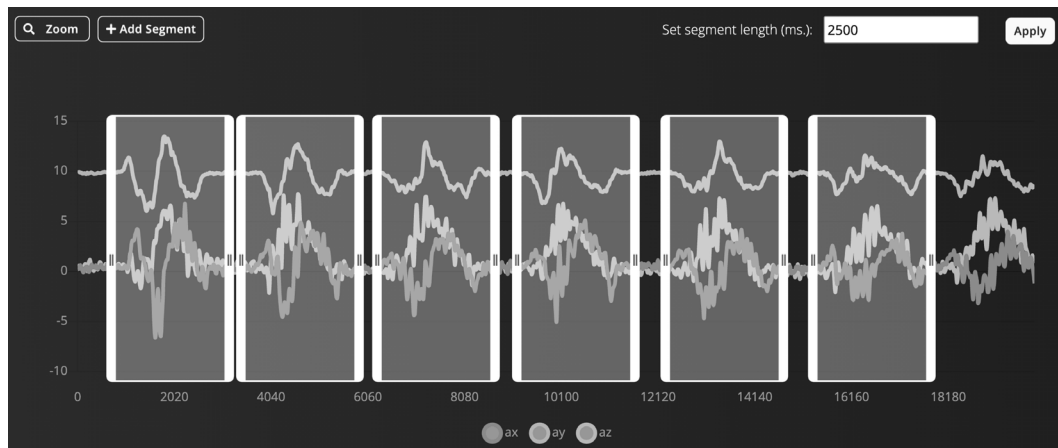 Zoom
+ Add Segment
Set segment length (ms.): 2500
Apply
15
10
5
0
-5
-10
0 2020 4040 6060 8080 10100 12120 14140 16160 18180
ax ay az